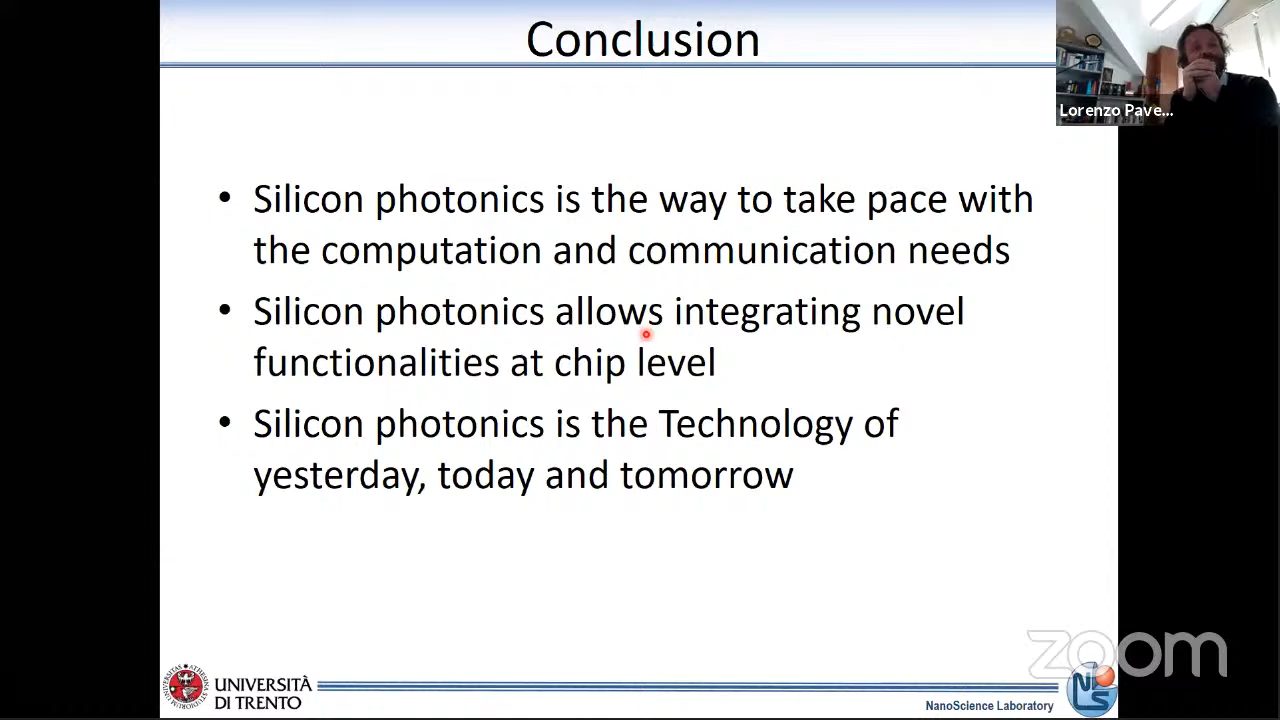 Conclusion
Lorenzo Pave...
• Silicon photonics is the way to take pace with
the computation and communication needs
• Silicon photonics allows integrating novel
functionalities at chip level
• Silicon photonics is the Technology of
yesterday, today and tomorrow
zoom
UNIVERSITÀ
DI TRENTO
NanoScience Laboratory